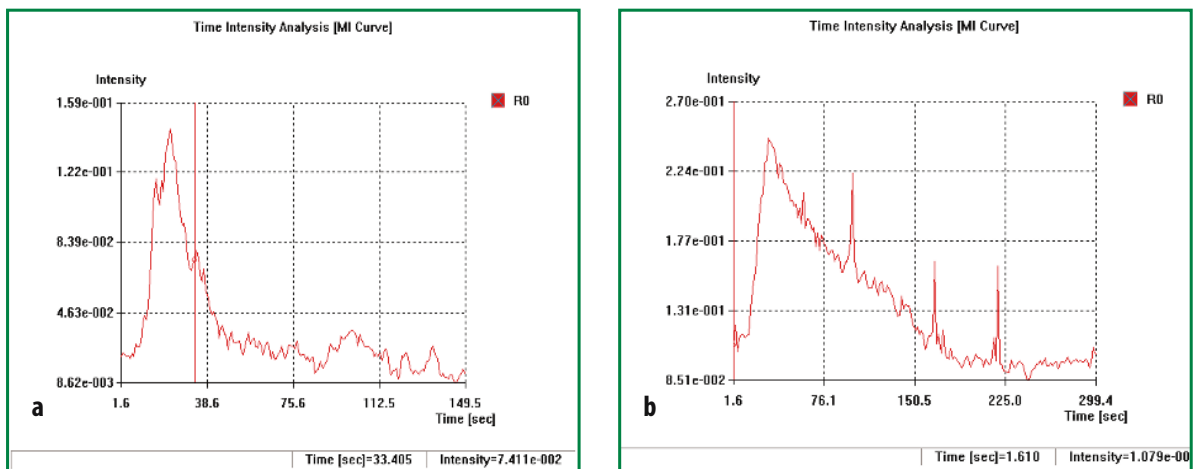 Time Intensity Analysis [MI Curve]
Intensity
R0
1.59e-001
1.22e-001
8.39e-002
4.63e-002
8.62e-003
1.6 38.6 75.6 112.5 149.5
Time [sec]
a
Time [sec]=33.405 Intensity=7.411e-002
Time Intensity Analysis [MI Curve]
Intensity
R0
2.70e-001
2.24e-001
1.77e-001
1.31e-001
8.51e-002
1.6 76.1 150.5 225.0 299.4
Time [sec]
b
Time [sec]=1.610 Intensity=1.079e-00